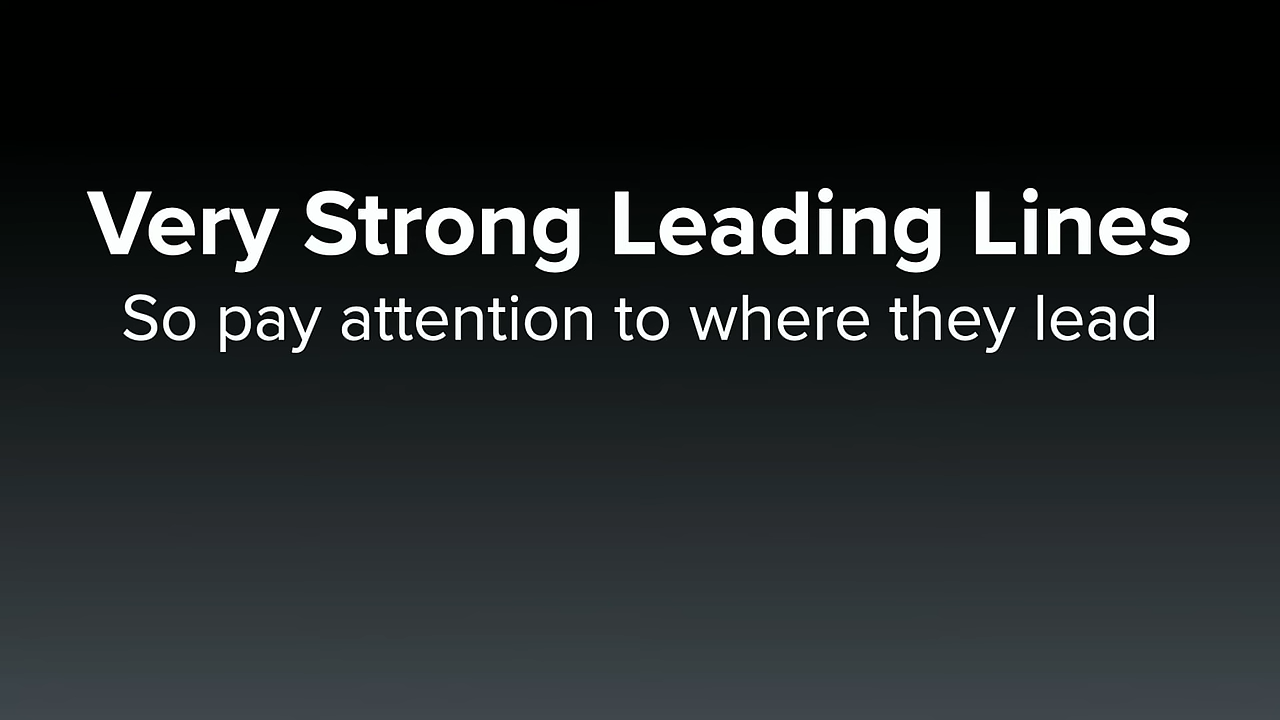 Very Strong Leading Lines
So pay attention to where they lead